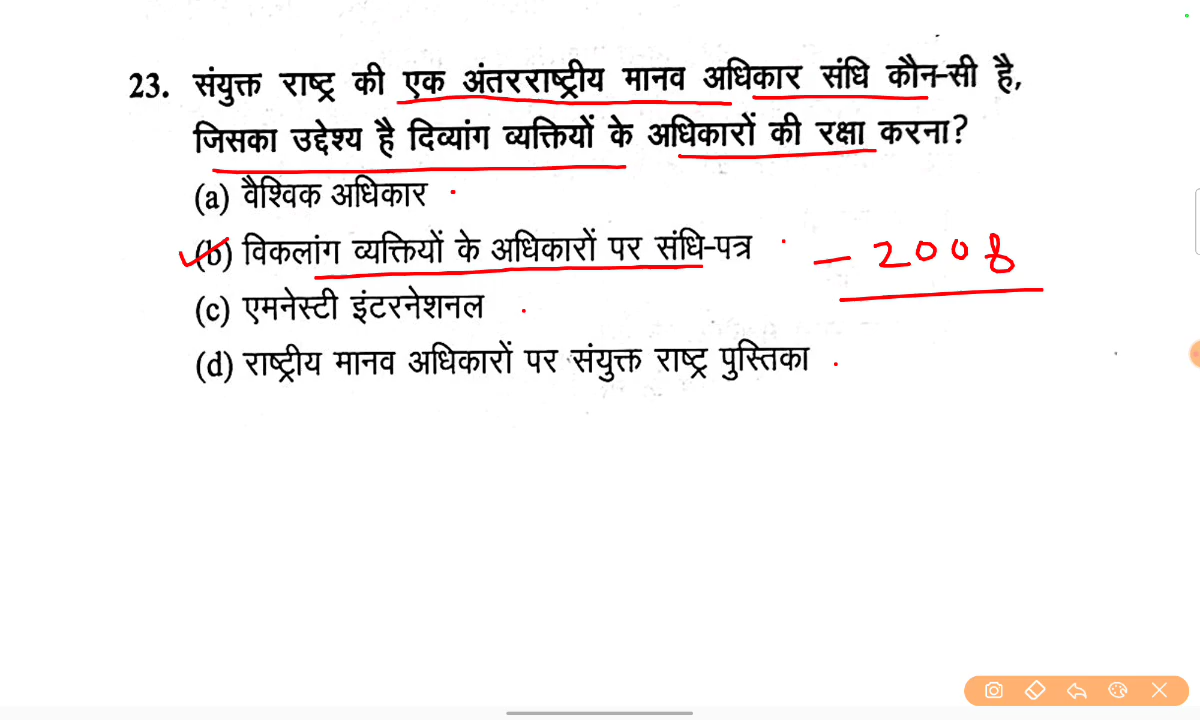 23. संयुक्त राष्ट्र की एक अंतरराष्ट्रीय मानव अधिकार संधि कौन-सी है,
जिसका उद्देश्य है दिव्यांग व्यक्तियों के अधिकारों की रक्षा करना?
(a) वैश्विक अधिकार
(b) विकलांग व्यक्तियों के अधिकारों पर संधि-पत्र - 2008
(c) एमनेस्टी इंटरनेशनल
(d) राष्ट्रीय मानव अधिकारों पर संयुक्त राष्ट्र पुस्तिका